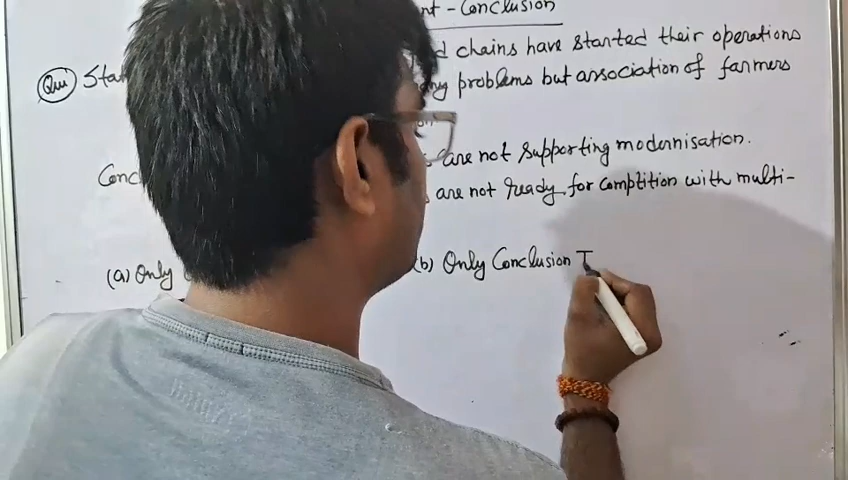 nt - Conclusion
Qui Sta d chains have started their operations
ny problems but association of farmers
Conc are not supporting modernisation.
are not ready for comptition with multi-
(a) Only (b) Only Conclusion I